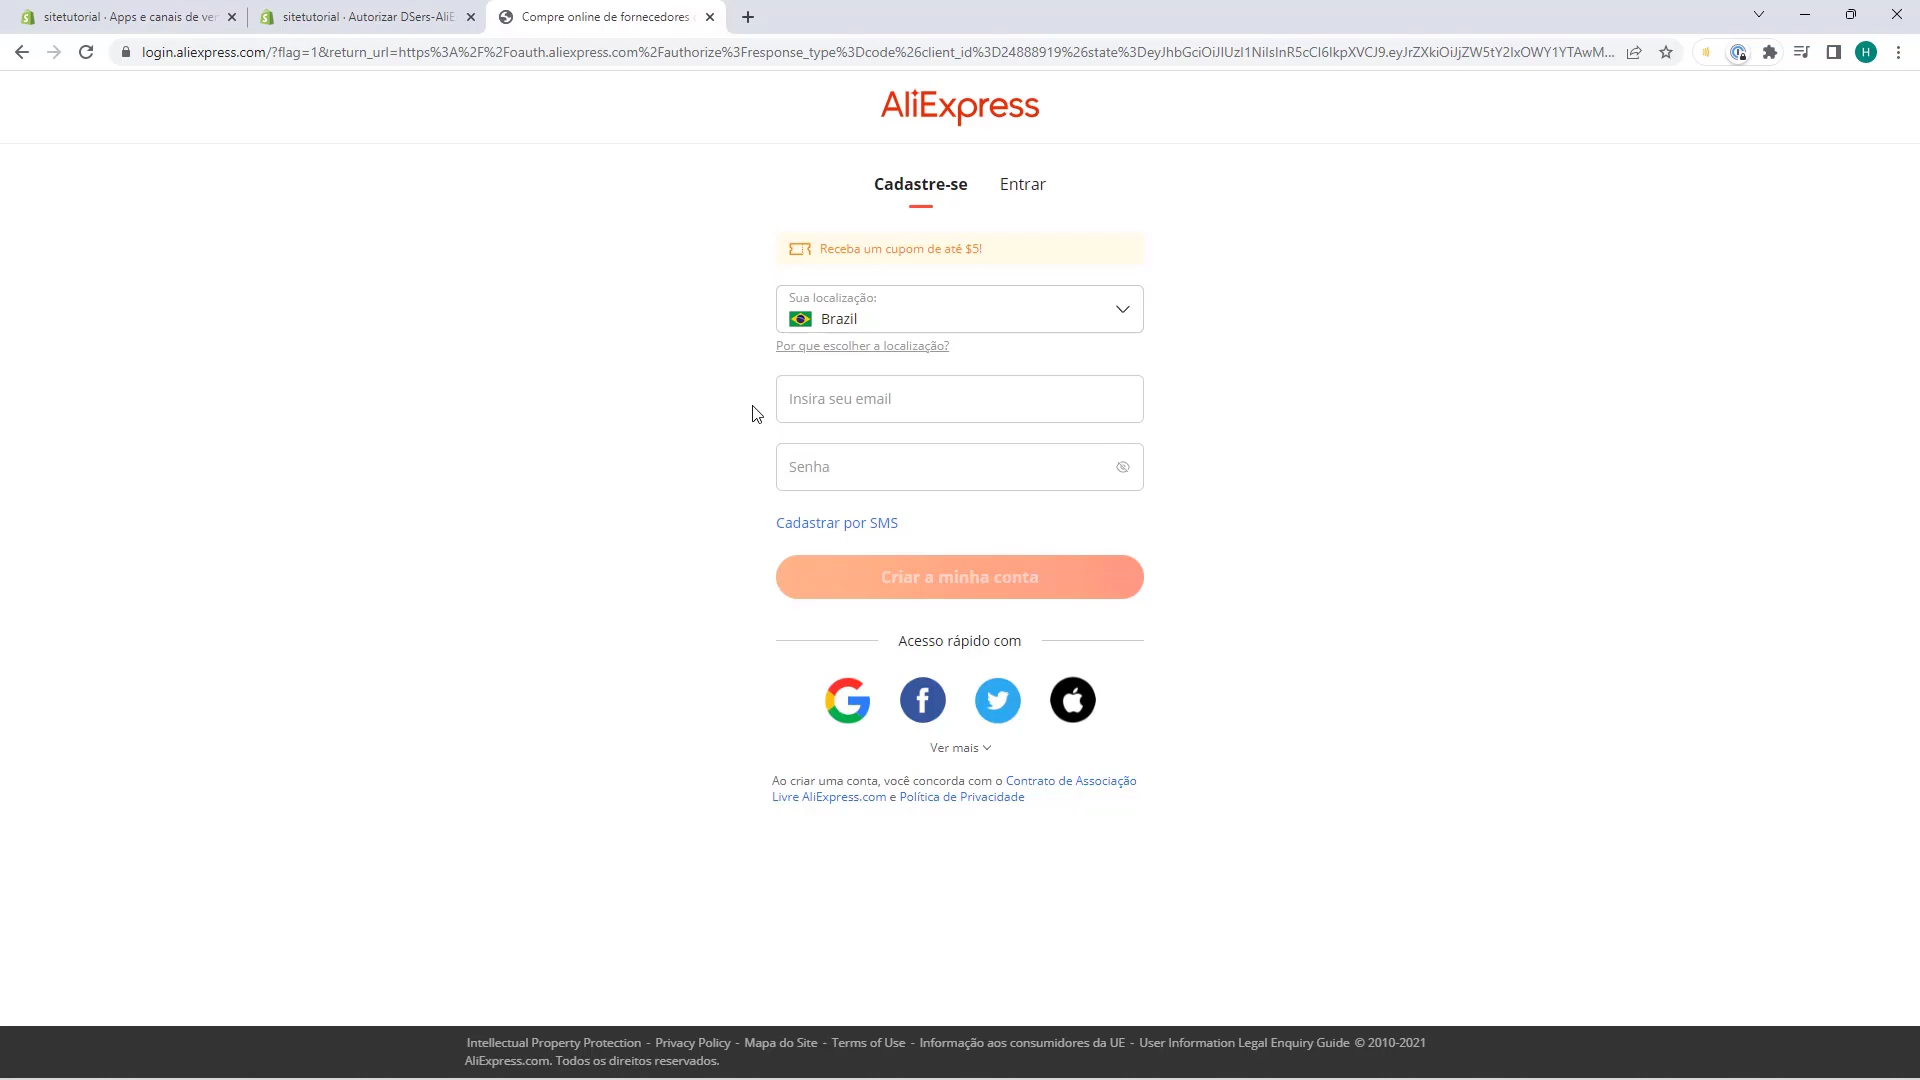 sitetutorial · Apps e canais de ver
sitetutorial · Autorizar DSers-AliE
Compre online de fornecedores
login.aliexpress.com/?flag=1&return_url=https%3A%2F%2Foauth.aliexpress.com%2Fauthorize%3Fresponse_type%3Dcode%26client_id%3D24888919%26state%3DeyJhbGciOiJIUzI1NiIsInR5cCI6IkpXVCJ9.eyJrZXkiOiJjZW5tY2IxOWY1YTAwM...
H
AliExpress
Cadastre-se
Entrar
Receba um cupom de até $5!
Sua localização:
Brazil
Por que escolher a localização?
Insira seu email
Senha
Cadastrar por SMS
Criar a minha conta
Acesso rápido com
Ver mais
Ao criar uma conta, você concorda com o Contrato de Associação
Livre AliExpress.com e Política de Privacidade
Intellectual Property Protection - Privacy Policy - Mapa do Site - Terms of Use - Informação aos consumidores da UE - User Information Legal Enquiry Guide © 2010-2021
AliExpress.com. Todos os direitos reservados.